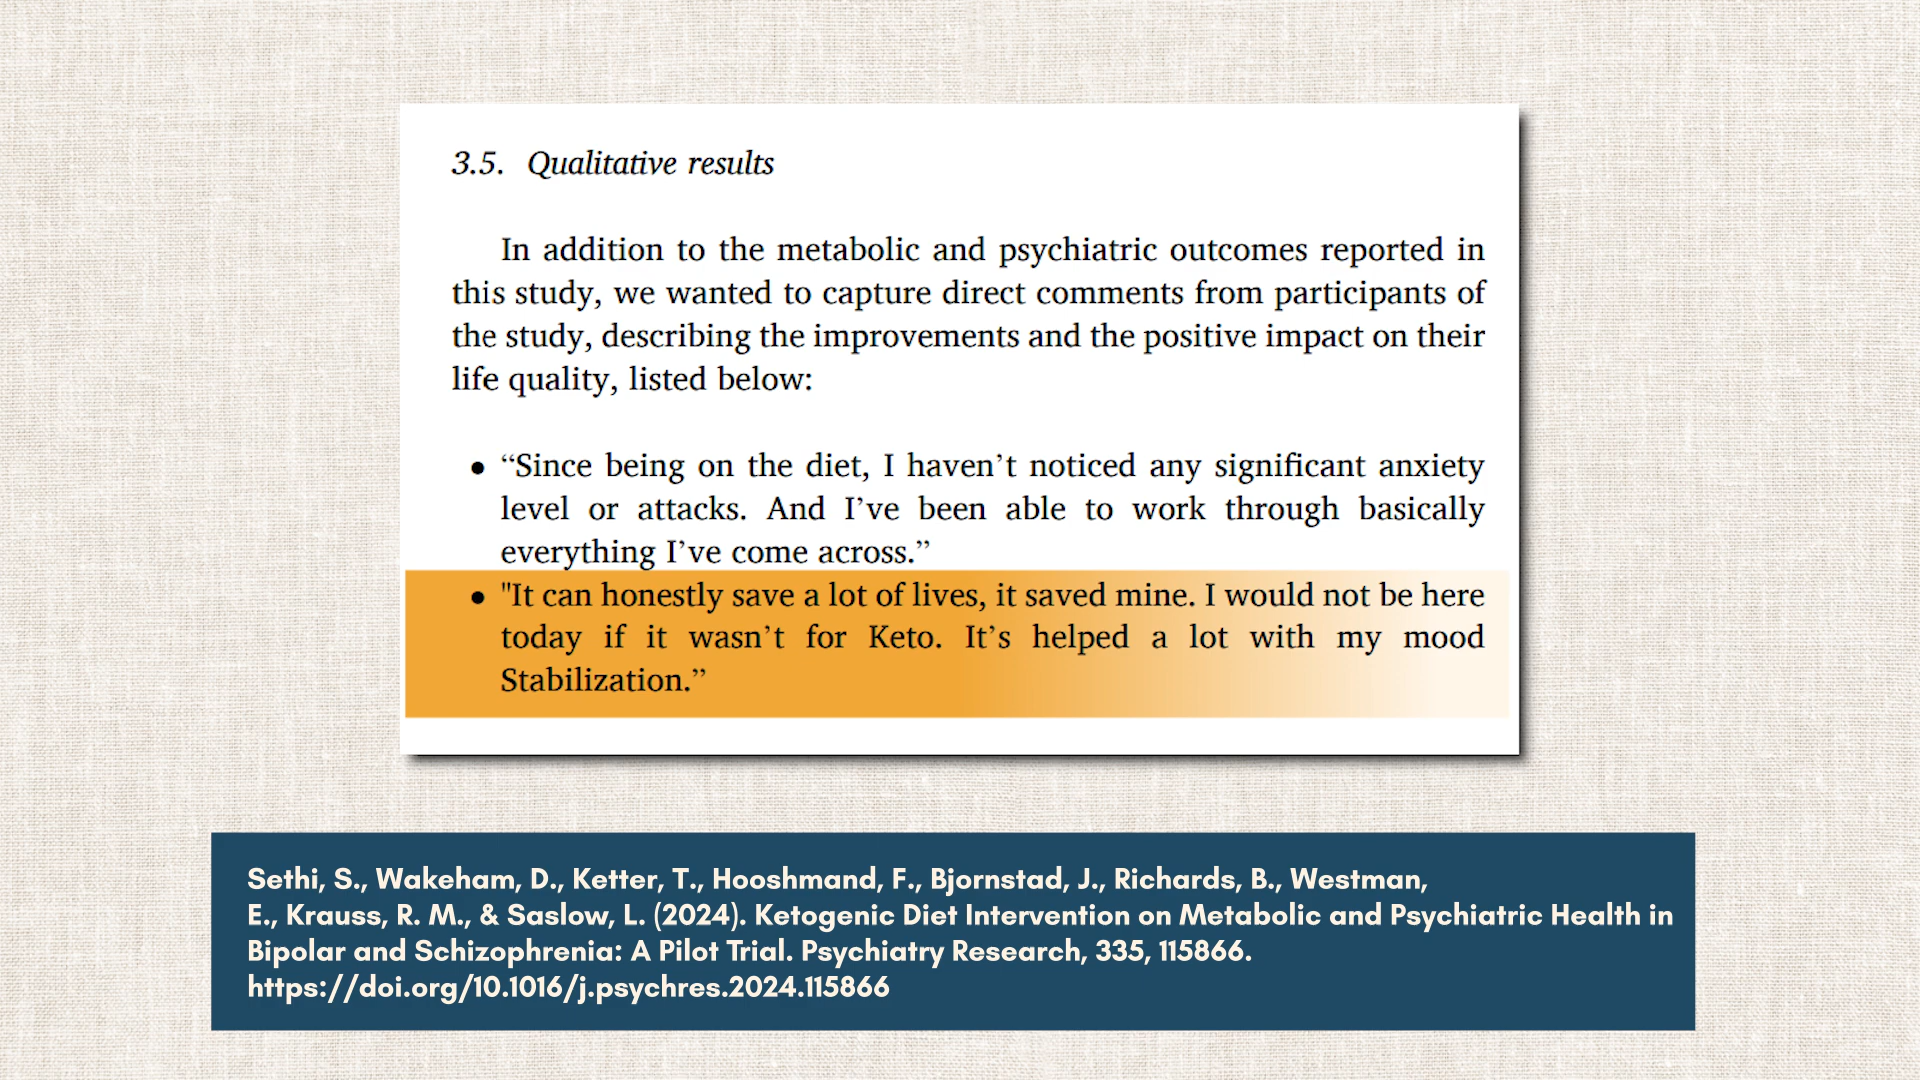 3.5. Qualitative results
In addition to the metabolic and psychiatric outcomes reported in
this study, we wanted to capture direct comments from participants of
the study, describing the improvements and the positive impact on their
life quality, listed below:
• “Since being on the diet, I haven’t noticed any significant anxiety
level or attacks. And I’ve been able to work through basically
everything I’ve come across.”
• "It can honestly save a lot of lives, it saved mine. I would not be here
today if it wasn’t for Keto. It’s helped a lot with my mood
Stabilization.”
Sethi, S., Wakeham, D., Ketter, T., Hooshmand, F., Bjornstad, J., Richards, B., Westman,
E., Krauss, R. M., & Saslow, L. (2024). Ketogenic Diet Intervention on Metabolic and Psychiatric Health in
Bipolar and Schizophrenia: A Pilot Trial. Psychiatry Research, 335, 115866.
https://doi.org/10.1016/j.psychres.2024.115866